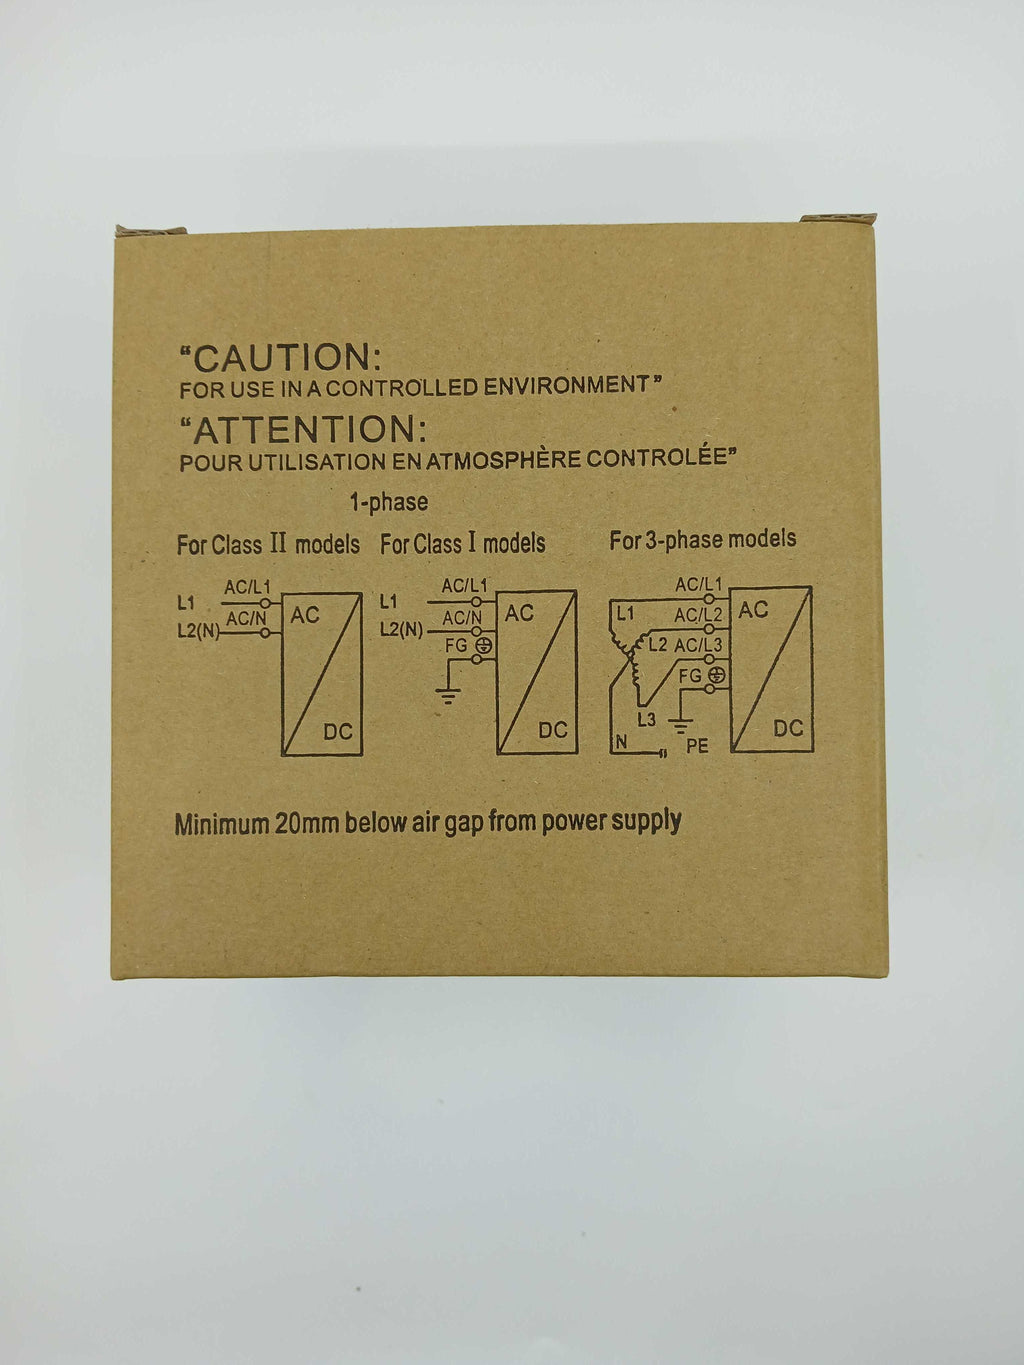 “CAUTION:
FOR USE IN A CONTROLLED ENVIRONMENT”
“ATTENTION:
POUR UTILISATION EN ATMOSPHÈRE CONTROLÉE”
1-phase
For Class II models
L1
AC/L1
L2(N)
AC/N
AC
DC
For Class I models
L1
AC/L1
L2(N)
AC/N
FG
AC
DC
For 3-phase models
AC/L1
L1
AC/L2
L2
AC/L3
FG
L3
N
PE
AC
DC
Minimum 20mm below air gap from power supply